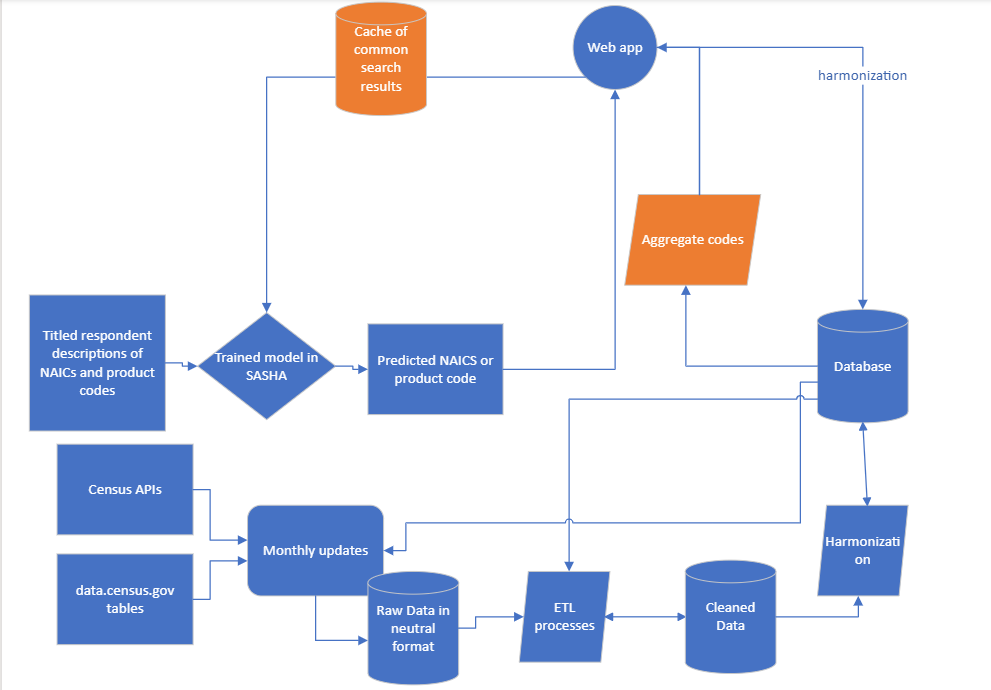 Cache of
common
search
results
Web app
harmonization
Aggregate codes
Titled respondent
descriptions of
NAICs and product
codes
Trained model in
SASHA
Predicted NAICS or
product code
Database
Census APIs
Monthly updates
data.census.gov
tables
Raw Data in
neutral
format
ETL
processes
Cleaned
Data
Harmonizati
on